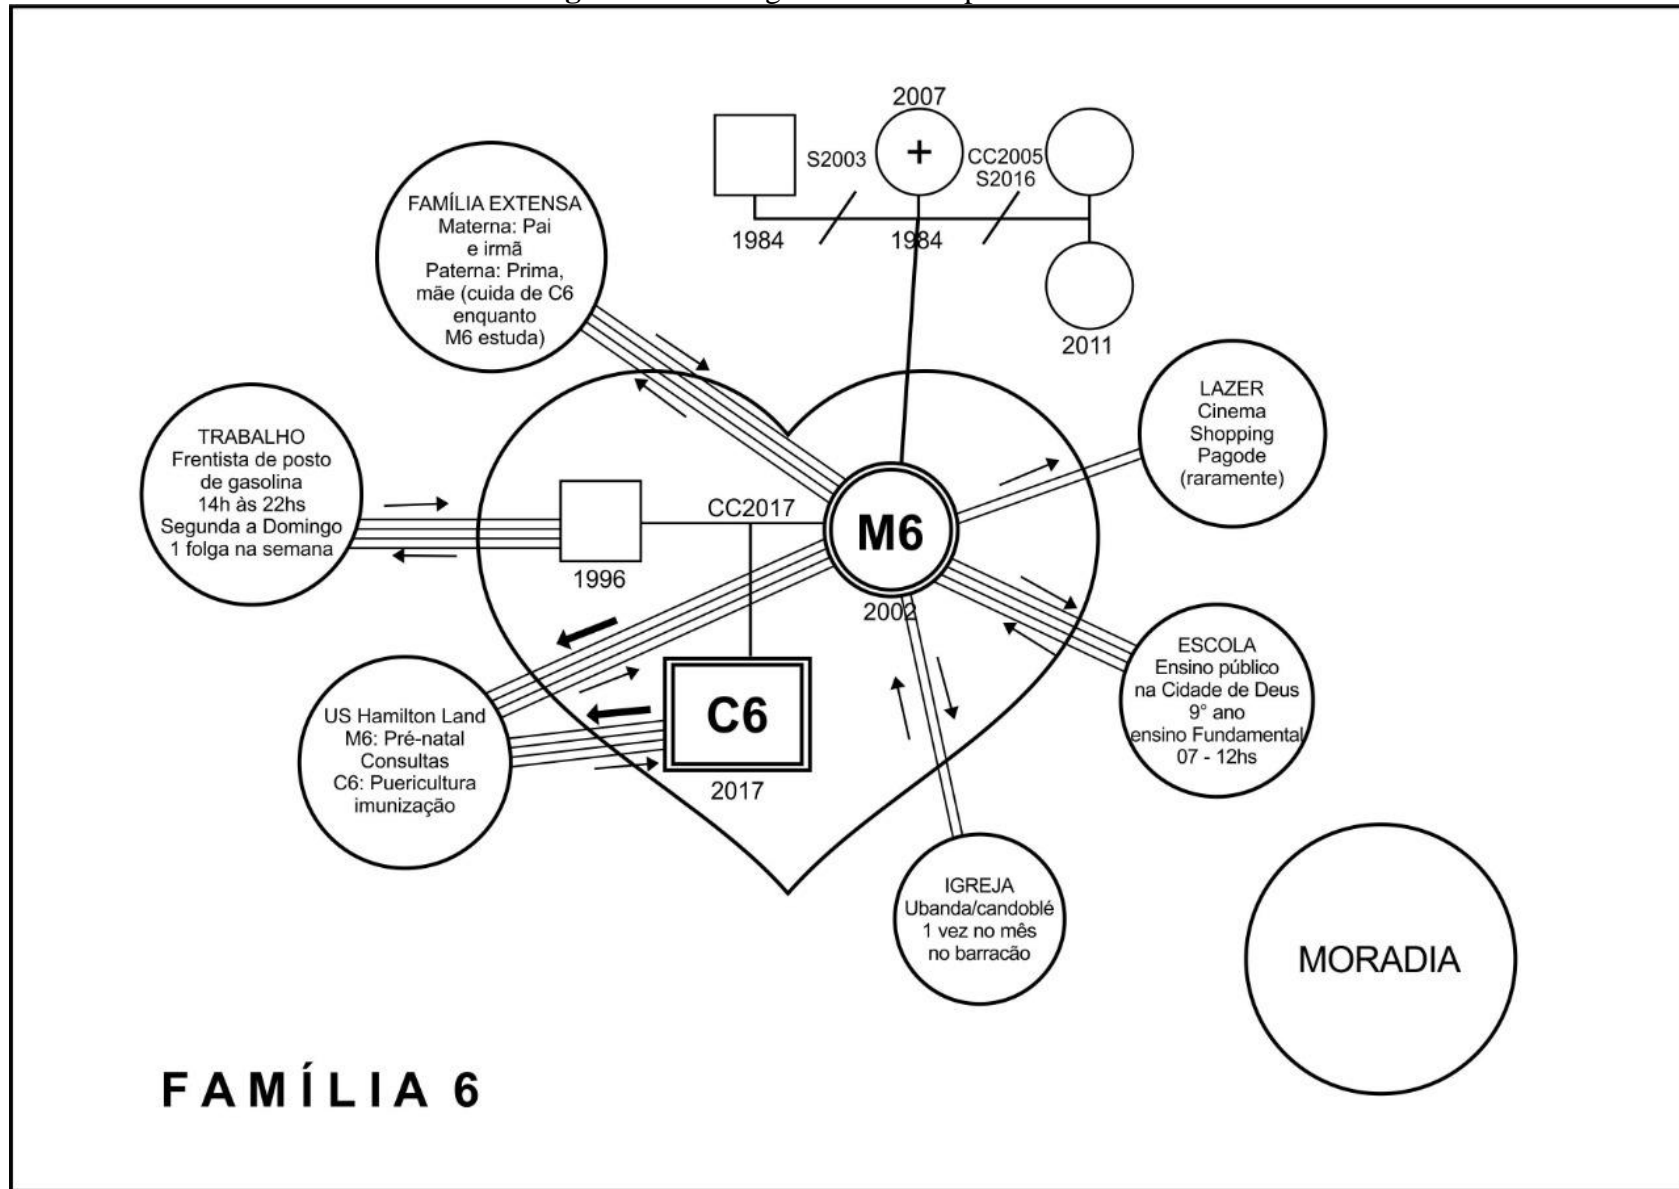 2007
S2003
+
CC2005
S2016
1984
1984
2011
FAMÍLIA EXTENSA
Materna: Pai
e irmã
Paterna: Prima,
mãe (cuida de C6
enquanto
M6 estuda)
LAZER
Cinema
Shopping
Pagode
(raramente)
TRABALHO
Frentista de posto
de gasolina
14h às 22hs
Segunda a Domingo
1 folga na semana
CC2017
M6
1996
2002
ESCOLA
Ensino público
na Cidade de Deus
9° ano
ensino Fundamental
07 - 12hs
US Hamilton Land
M6: Pré-natal
Consultas
C6: Puericultura
imunização
C6
2017
IGREJA
Ubanda/candoblé
1 vez no mês
no barracão
MORADIA
FAMÍLIA 6